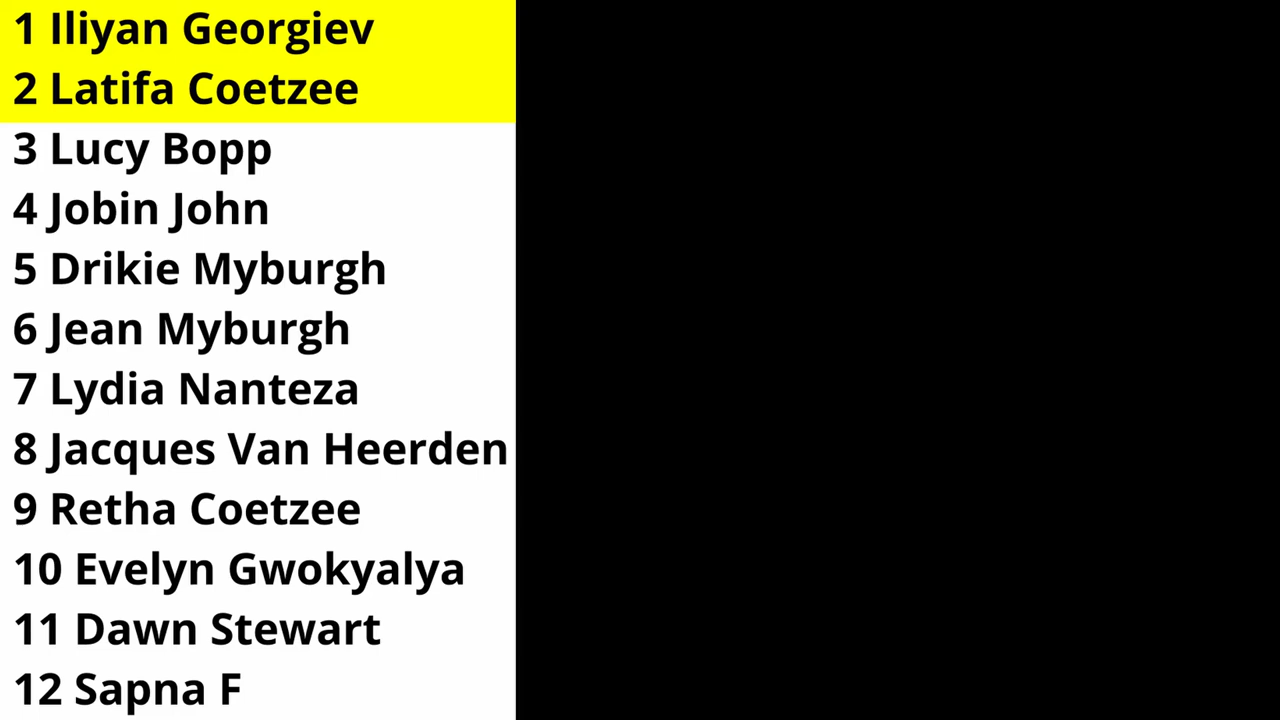 1 Iliyan Georgiev
2 Latifa Coetzee
3 Lucy Bopp
4 Jobin John
5 Drikie Myburgh
6 Jean Myburgh
7 Lydia Nanteza
8 Jacques Van Heerden
9 Retha Coetzee
10 Evelyn Gwokyalya
11 Dawn Stewart
12 Sapna F